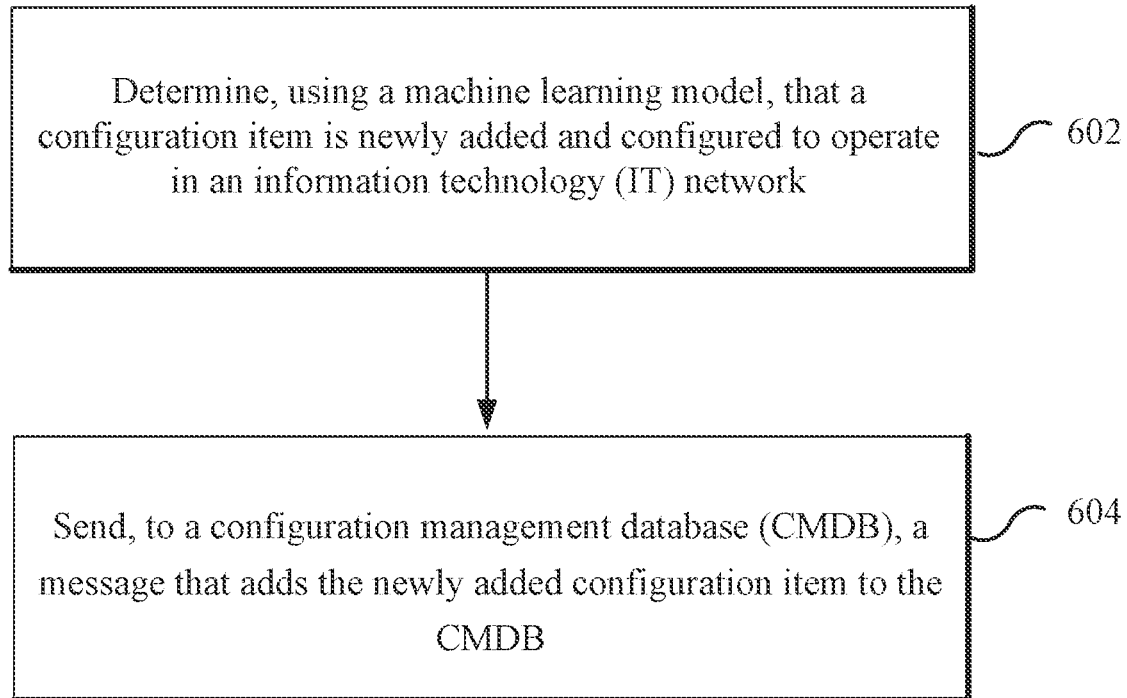 Determine, using a machine learning model, that a
configuration item is newly added and configured to operate
in an information technology (IT) network
602
Send, to a configuration management database (CMDB), a
message that adds the newly added configuration item to the
CMDB
604